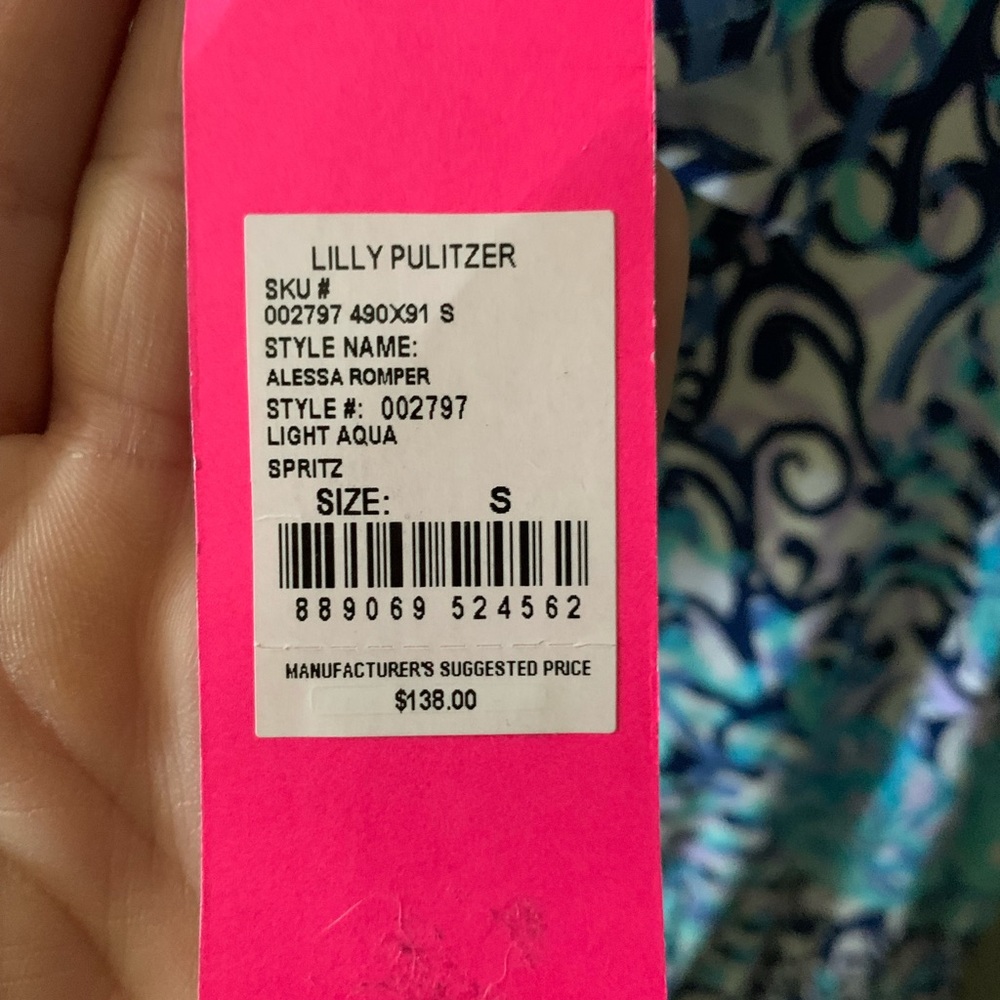 LILLY PULITZER
SKU #
002797 490X91 S
STYLE NAME:
ALESSA ROMPER
STYLE #: 002797
LIGHT AQUA
SPRITZ
SIZE: S
889069 524562
MANUFACTURER'S SUGGESTED PRICE
$138.00